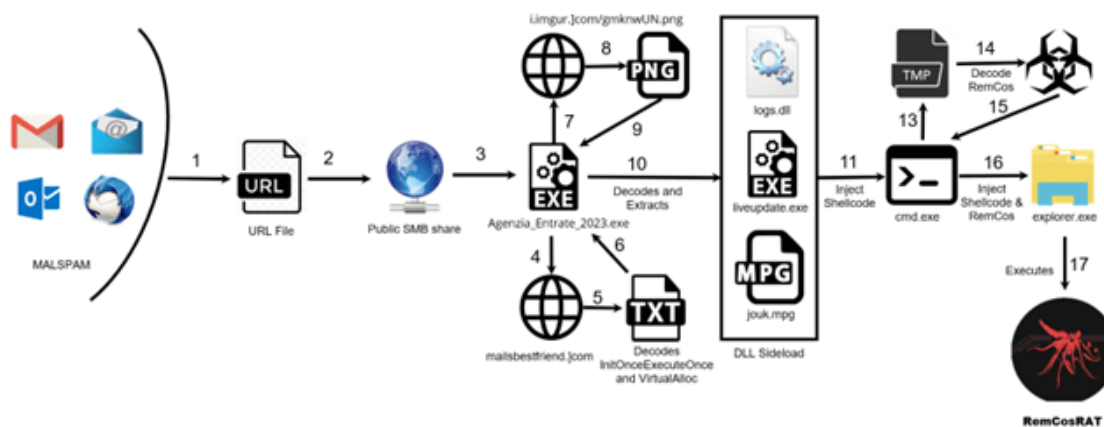 i.imgur.]com/gmknwUN.png
8
PNG
7
9
1
2
3
URL
EXE
10
Decodes and
Extracts
MALSPAM
URL File
Public SMB share
Agenzia_Entrate_2023.exe
4
6
5
TXT
mailsbestfriend.]com
Decodes
InitOnceExecuteOnce
and VirtualAlloc
logs.dll
EXE
liveupdate.exe
MPG
jouk.mpg
DLL Sideload
11
Inject
Shellcode
cmd.exe
13
TMP
14
Decode
RemCos
15
16
Inject
Shellcode &
RemCos
explorer.exe
Executes
17
RemCosRAT